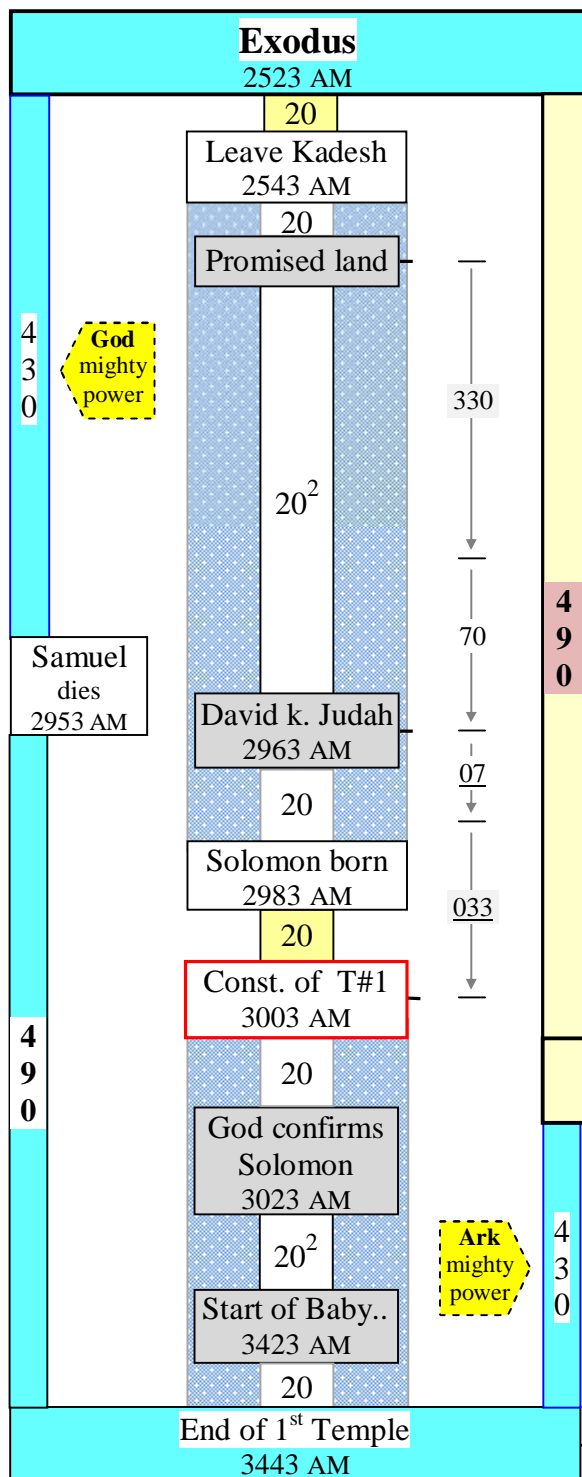 Exodus
2523 AM
20
Leave Kadesh
2543 AM
20
Promised land
4
3
0
God
mighty
power
330
20²
4
9
0
70
Samuel
dies
2953 AM
David k. Judah
2963 AM
07
20
Solomon born
2983 AM
033
20
Const. of T#1
3003 AM
4
9
0
20
God confirms
Solomon
3023 AM
20²
Ark
mighty
power
4
3
0
Start of Baby..
3423 AM
20
End of 1st Temple
3443 AM